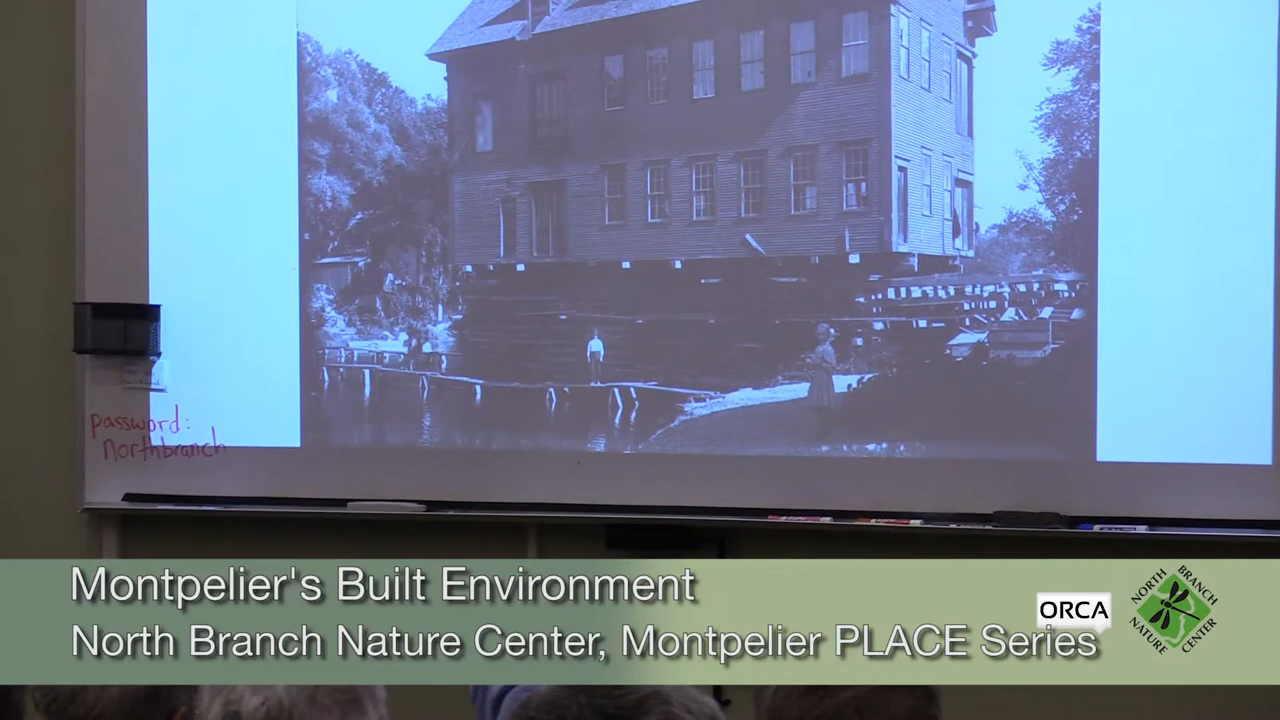 password:
northbranch
Montpelier's Built Environment
North Branch Nature Center, Montpelier PLACE Series
ORCA
NORTH BRANCH
NATURE CENTER